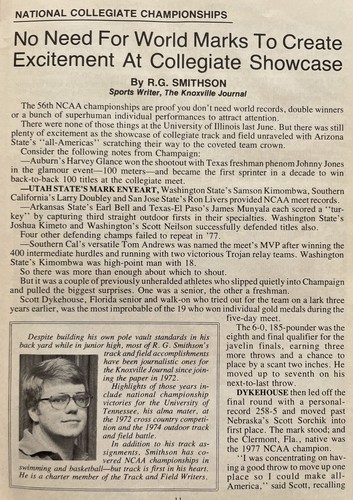 NATIONAL COLLEGIATE CHAMPIONSHIPS
No Need For World Marks To Create
Excitement At Collegiate Showcase
By R.G. SMITHSON
Sports Writer, The Knoxville Journal
The 56th NCAA championships are proof you don't need world records, double winners
or a bunch of superhuman individual performances to attract attention.
There were none of those things at the University of Illinois last June. But there was still
plenty of excitement as the showcase of collegiate track and field unraveled with Arizona
State's "all-Americas" scratching their way to the coveted team crown.
Consider the following notes from Champaign:
—Auburn's Harvey Glance won the shootout with Texas freshman phenom Johnny Jones
in the glamour event—100 meters—and became the first sprinter in a decade to win
back-to-back 100 titles at the collegiate meet.
—UTAH STATE'S MARK ENYEART, Washington State's Samson Kimombwa, Southern
California's Larry Doubley and San Jose State's Ron Livers provided NCAA meet records.
—Arkansas State's Earl Bell and Texas-El Paso's James Munyala each scored a "tur-
key" by capturing third straight outdoor firsts in their specialties. Washington State's
Joshua Kimeto and Washington's Scott Neilson successfully defended titles also.
Four other defending champs failed to repeat in '77.
—Southern Cal's versatile Tom Andrews was named the meet's MVP after winning the
400 intermediate hurdles and running with two victorious Trojan relay teams. Washington
State's Kimombwa was high-point man with 18.
So there was more than enough about which to shout.
But it was a couple of previously unheralded athletes who slipped quietly into Champaign
and pulled the biggest surprises. One was a senior, the other a freshman.
Scott Dykehouse, Florida senior and walk-on who tried out for the team on a lark three
years earlier, was the most improbable of the 19 who won individual gold medals during the
five-day meet.
The 6-0, 185-pounder was the
eighth and final qualifier for the
javelin finals, earning three
more throws and a chance to
place by a scant two inches. He
moved up to seventh on his
next-to-last throw.
DYKEHOUSE then led off the
final round with a personal-
record 258-5 and moved past
Nebraska's Scott Sorchik into
first place. The mark stood; and
the Clermont, Fla., native was
the 1977 NCAA champion.
"I was concentrating on hav-
ing a good throw to move up one
place so I could make all-
America," said Scott, recalling
Despite building his own pole vault standards in his
back yard while in junior high, most of R. G. Smithson's
track and field accomplishments
have been journalistic ones for
the Knoxville Journal since join-
ing the paper in 1972.
Highlights of those years in-
clude national championship
victories for the University of
Tennessee, his alma mater, at
the 1972 cross country competi-
tion and the 1974 outdoor track
and field battle.
In addition to his track as-
signments, Smithson has cov-
ered NCAA championships in
swimming and basketball—but track is first in his heart.
He is a charter member of the Track and Field Writers.